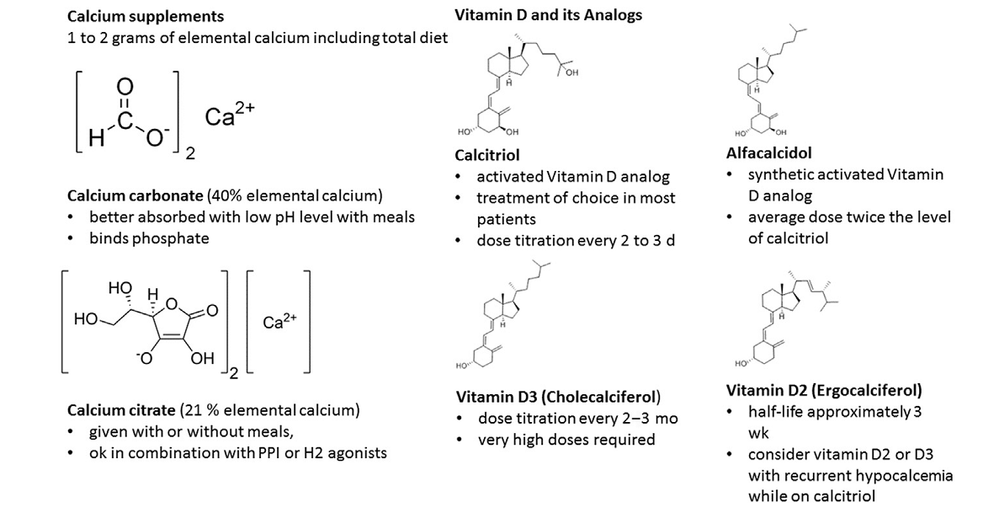 Calcium supplements
1 to 2 grams of elemental calcium including total diet
O
H C O- 2 Ca2+
Calcium carbonate (40% elemental calcium)
• better absorbed with low pH level with meals
• binds phosphate
HO H O O
HO Ca2+
-O OH 2
Calcium citrate (21 % elemental calcium)
• given with or without meals,
• ok in combination with PPI or H2 agonists
Vitamin D and its Analogs
OH
H
HO OH
Calcitriol
• activated Vitamin D analog
• treatment of choice in most
patients
• dose titration every 2 to 3 d
H
HO OH
Alfacalcidol
• synthetic activated Vitamin
D analog
• average dose twice the level
of calcitriol
H
HO
Vitamin D3 (Cholecalciferol)
• dose titration every 2–3 mo
• very high doses required
H
HO
Vitamin D2 (Ergocalciferol)
• half-life approximately 3
wk
• consider vitamin D2 or D3
with recurrent hypocalcemia
while on calcitriol